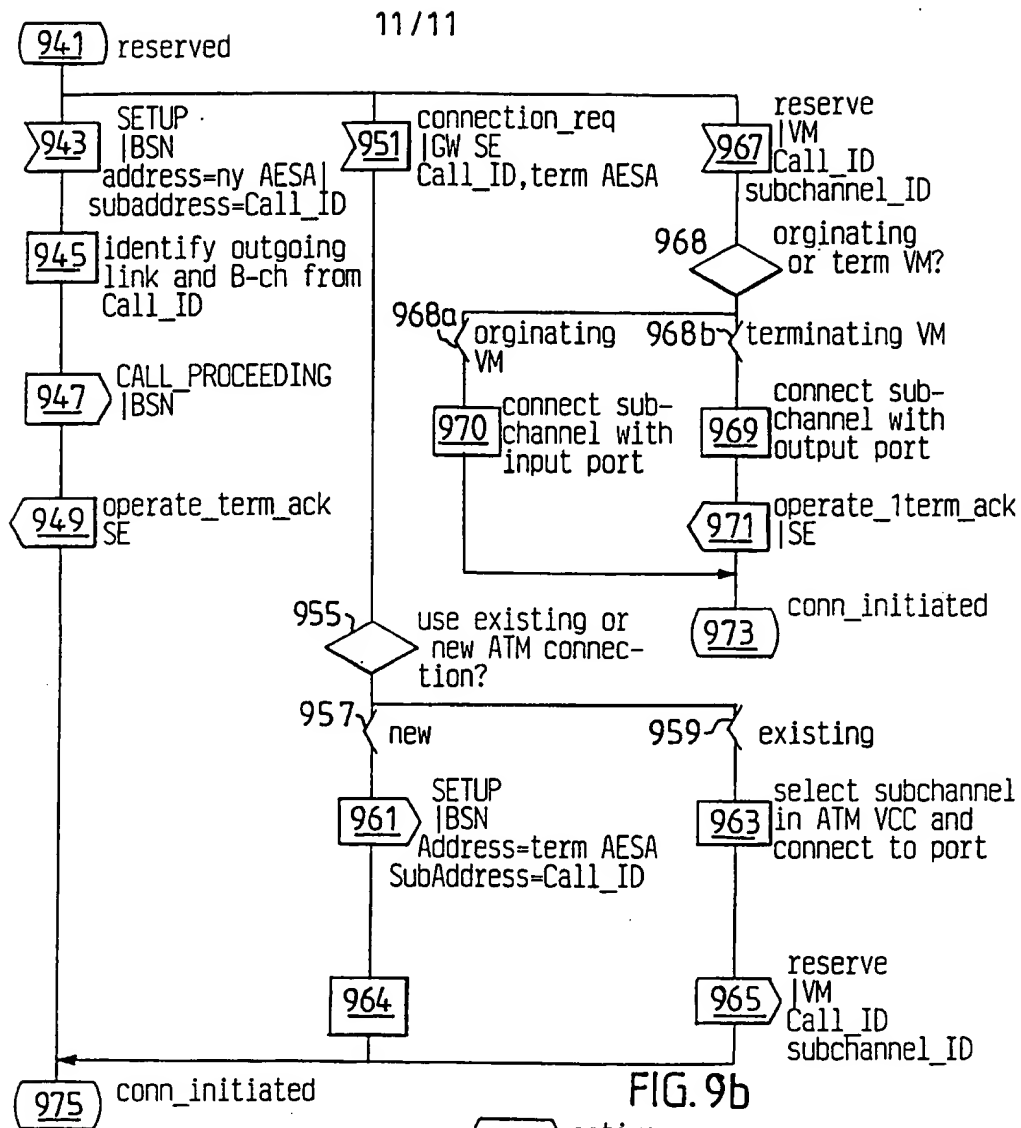 11/11
941 reserved
943 SETUP
|BSN
address=ny AESA|
subaddress=Call_ID
945 identify outgoing
link and B-ch from
Call_ID
947 CALL_PROCEEDING
|BSN
949 operate_term_ack
SE
951 connection_req
|GW SE
Call_ID,term AESA
967 reserve
|VM
Call_ID
subchannel_ID
968 orginating
or term VM?
968a orginating
VM
968b terminating VM
970 connect sub-
channel with
input port
969 connect sub-
channel with
output port
971 operate_1term_ack
|SE
973 conn_initiated
955 use existing or
new ATM connec-
tion?
957 new
959 existing
961 SETUP
|BSN
Address=term AESA
SubAddress=Call_ID
963 select subchannel
in ATM VCC and
connect to port
964
965 reserve
|VM
Call_ID
subchannel_ID
975 conn_initiated
FIG. 9b